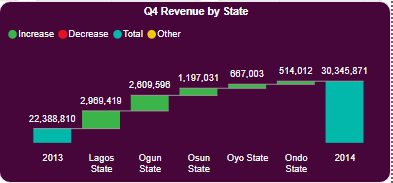 Q4 Revenue by State
Increase Decrease Total Other
30,345,871
514,012
667,003
1,197,031
2,609,596
2,969,419
22,388,810
2013 Lagos Ogun Osun Oyo State Ondo 2014
State State State State